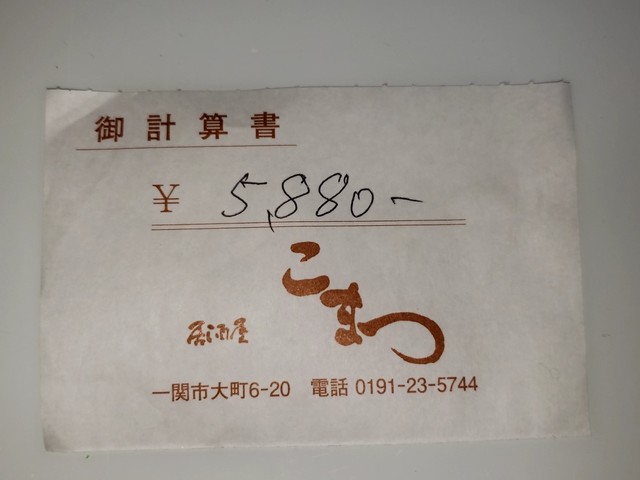 御計算書
¥ 5,880-
こまつ
居酒屋
一関市大町6-20 電話 0191-23-5744